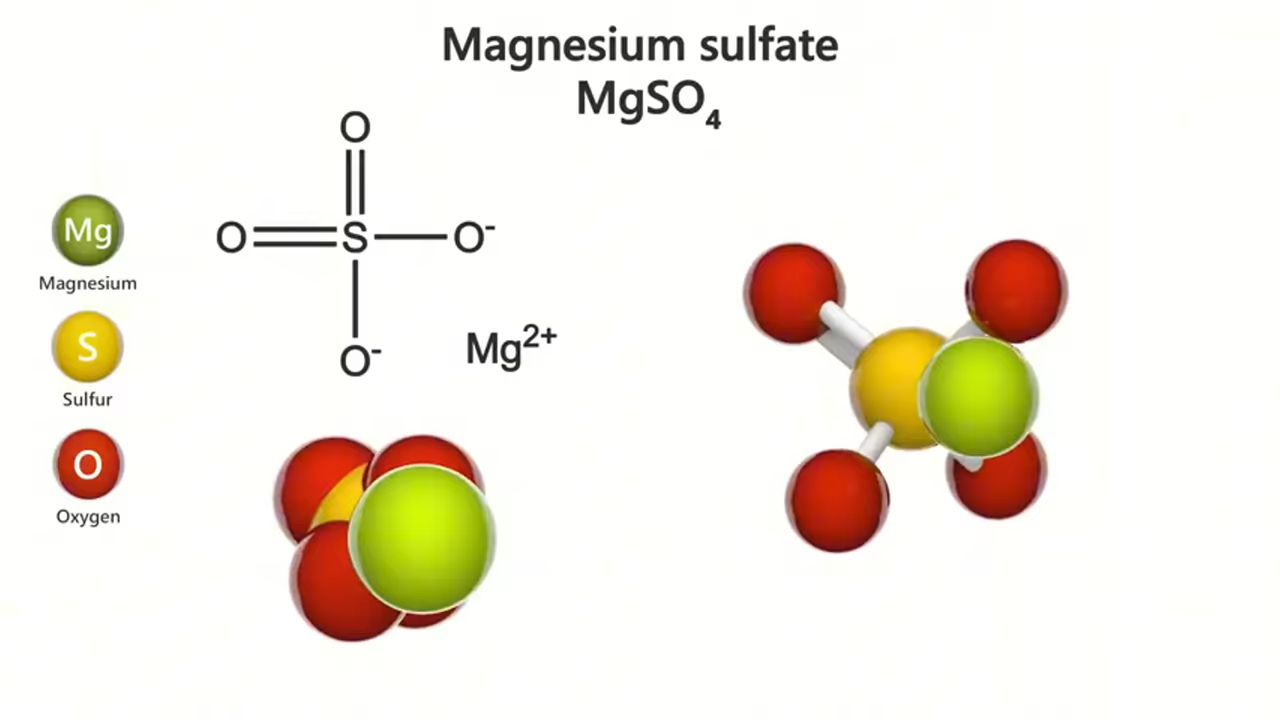 Magnesium sulfate
MgSO₄
O
O S O⁻
O⁻
Mg²⁺
Mg
Magnesium
S
Sulfur
O
Oxygen